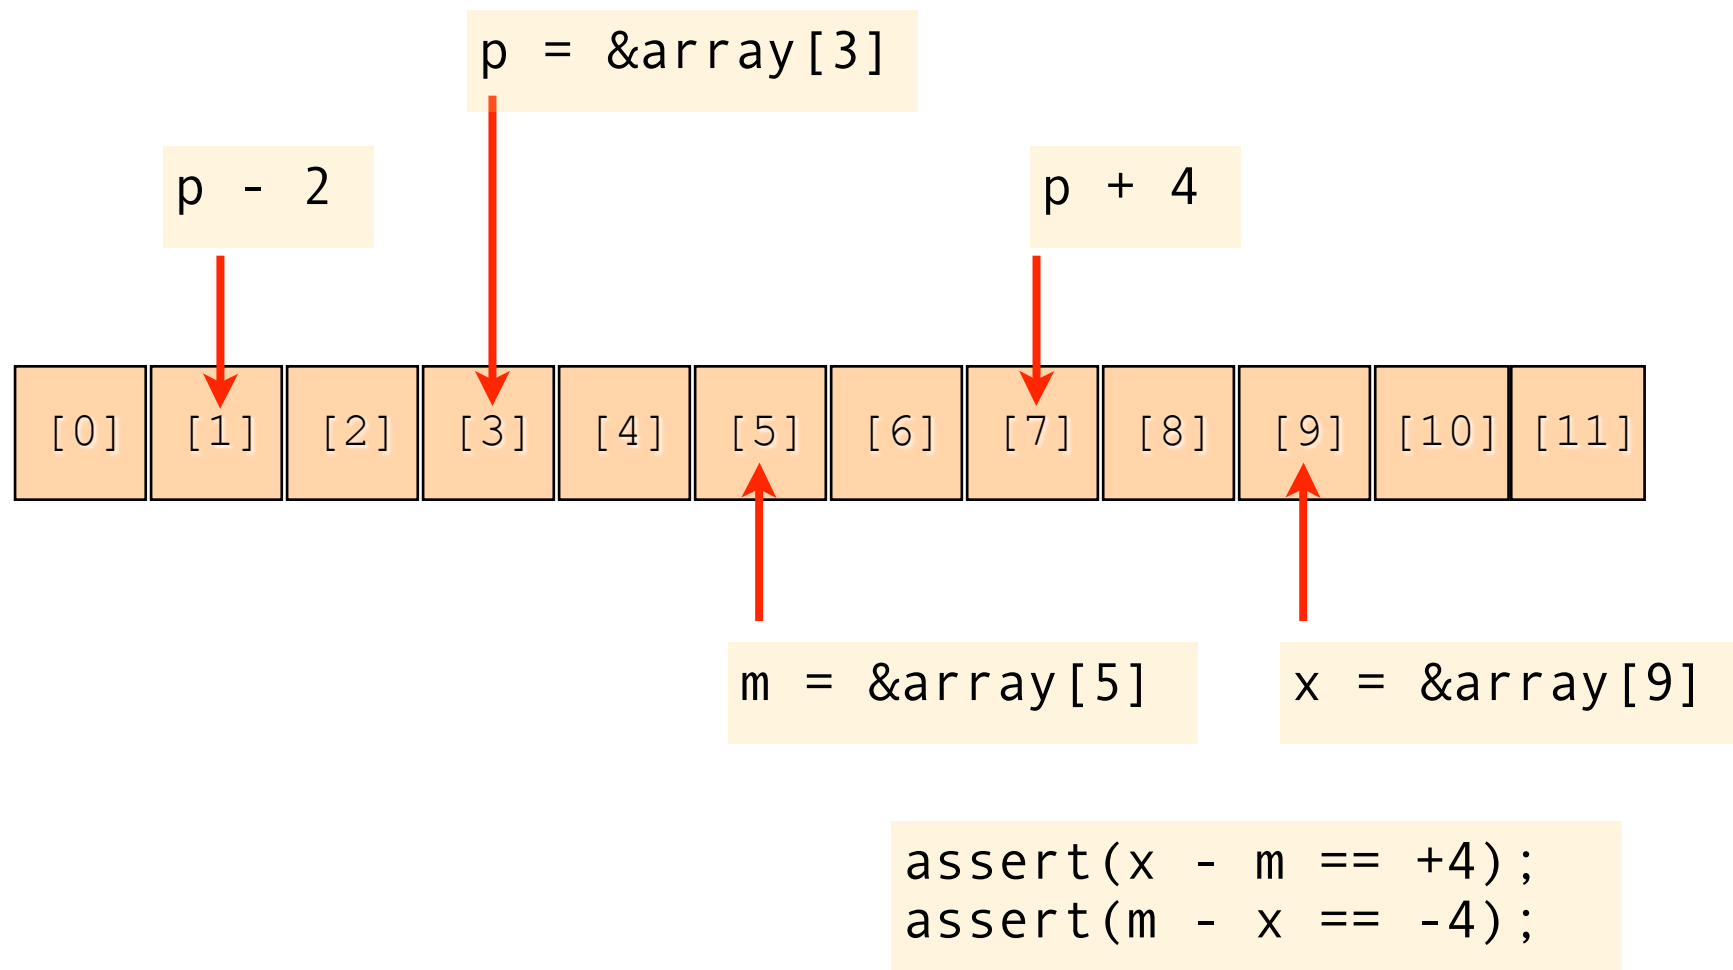 p = &array[3]
p - 2
p + 4
[0] [1] [2] [3] [4] [5] [6] [7] [8] [9] [10] [11]
m = &array[5]
x = &array[9]
assert(x - m == +4);
assert(m - x == -4);